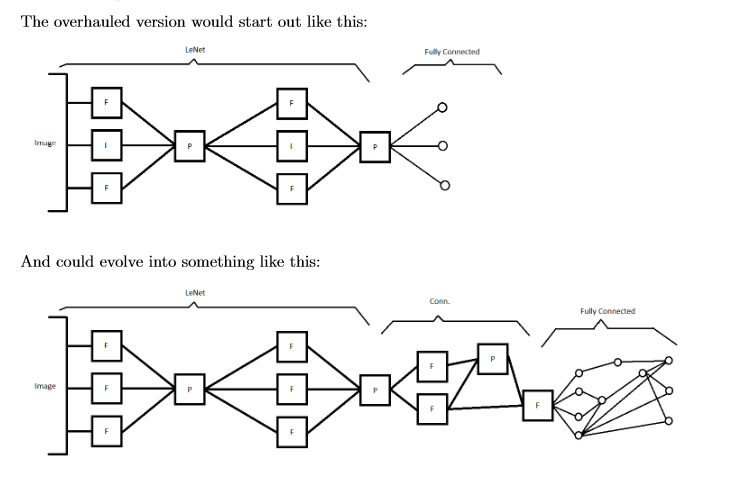 The overhauled version would start out like this:
LeNet
Fully Connected
F
F
Image
I
P
I
P
F
F
And could evolve into something like this:
LeNet
Conn.
Fully Connected
F
F
P
F
Image
F
P
F
P
F
F
F
F